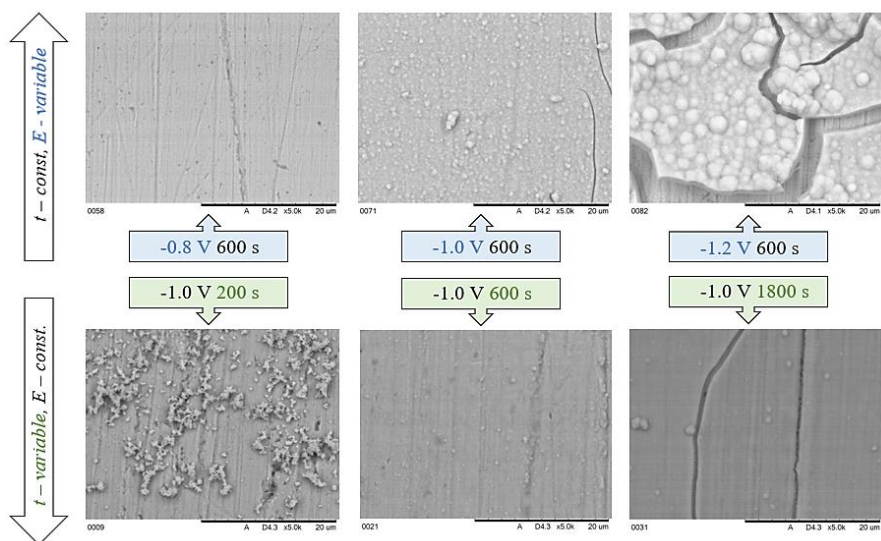 t – const, E - variable
0058 A D4.2 x5.0k 20 um
0071 A D4.2 x5.0k 20 um
0082 A D4.1 x5.0k 20 um
-0.8 V 600 s
-1.0 V 600 s
-1.2 V 600 s
-1.0 V 200 s
-1.0 V 600 s
-1.0 V 1800 s
t – variable, E – const.
0009 A D4.3 x5.0k 20 um
0021 A D4.3 x5.0k 20 um
0031 A D4.3 x5.0k 20 um